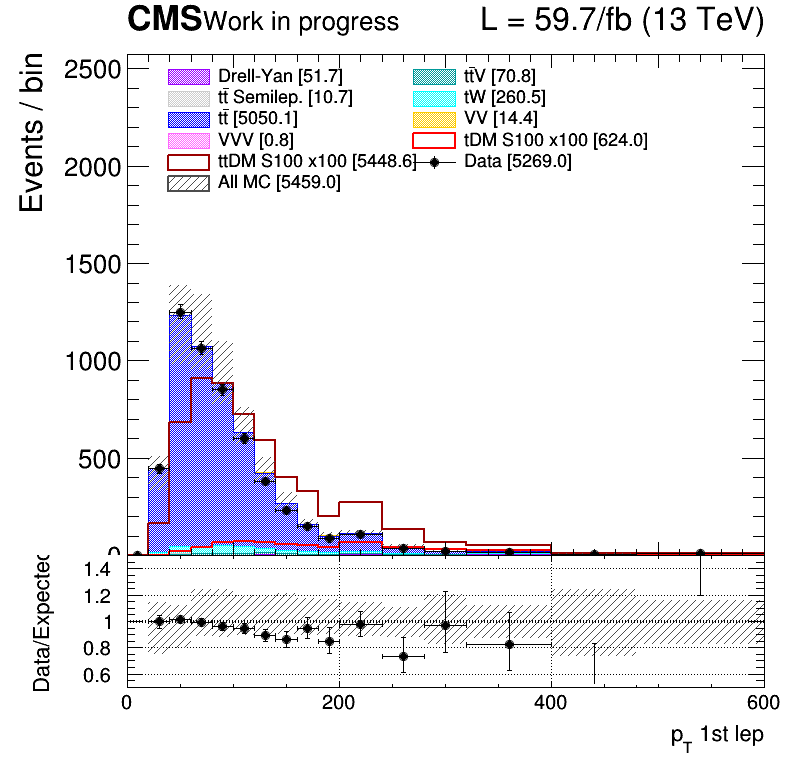 CMS Work in progress L = 59.7/fb (13 TeV)
Events / bin
2500
2000
1500
1000
500
0
Drell-Yan [51.7]
tt̄V [70.8]
tt̄ Semilep. [10.7]
tW [260.5]
tt̄ [5050.1]
VV [14.4]
VVV [0.8]
tDM S100 x100 [624.0]
ttDM S100 x100 [5448.6]
Data [5269.0]
All MC [5459.0]
Data/Expected
1.4
1.2
1
0.8
0.6
0 200 400 600
p_T 1st lep